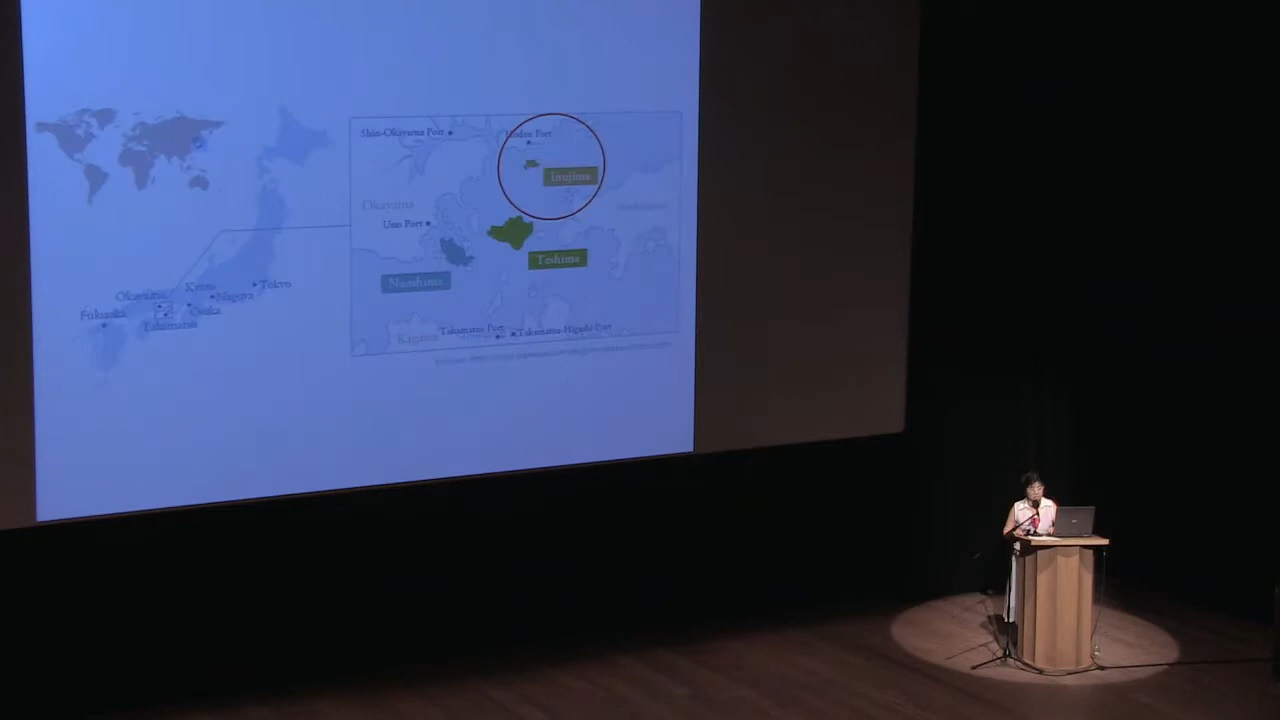 Shin-Okayama Port
Hoden Port
Inujima
Okayama
Uno Port
Teshima
Naoshima
Kyoto
Tokyo
Okayama
Nagoya
Osaka
Fukuoka
Takamatsu
Takamatsu Port
Takamatsu-Higashi Port
Kagawa